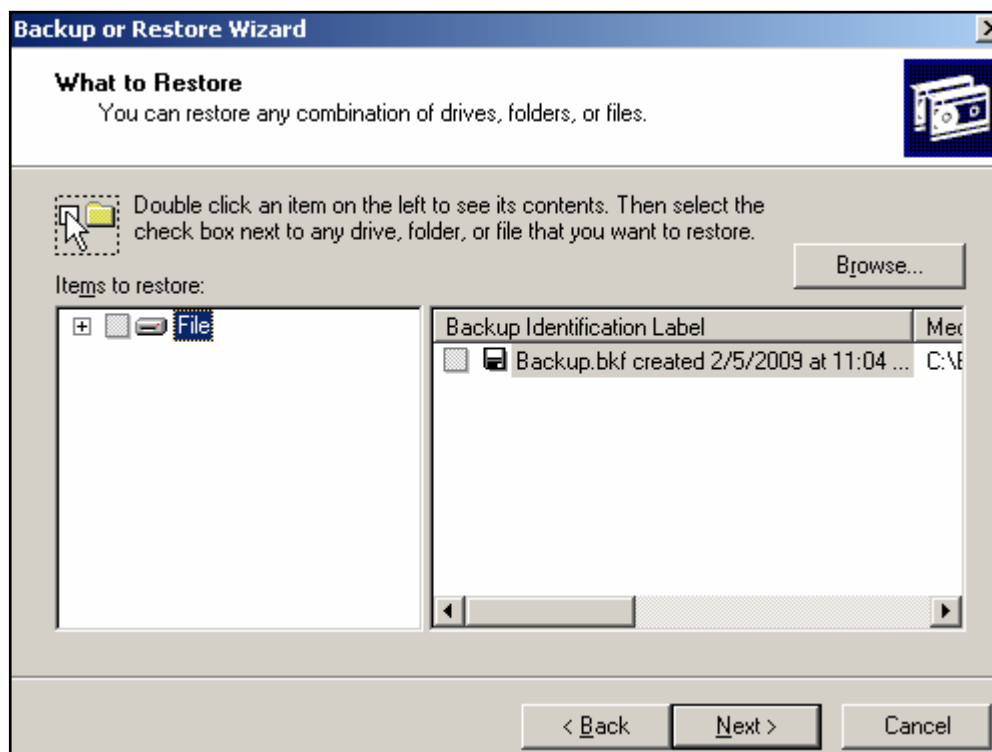 Backup or Restore Wizard
What to Restore
You can restore any combination of drives, folders, or files.
Double click an item on the left to see its contents. Then select the
check box next to any drive, folder, or file that you want to restore.
Browse...
Items to restore:
File
Backup Identification Label
Backup.bkf created 2/5/2009 at 11:04 ...
C:\
< Back
Next >
Cancel